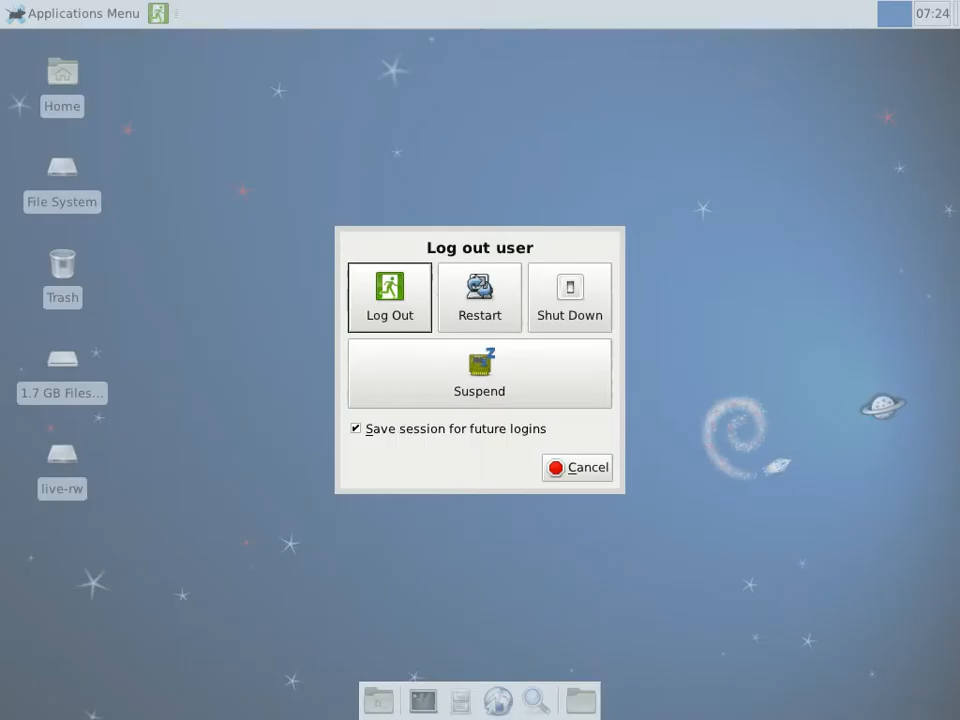 Applications Menu
07:24
Home
File System
Trash
1.7 GB Files...
live-rw
Log out user
Log Out
Restart
Shut Down
Suspend
Save session for future logins
Cancel